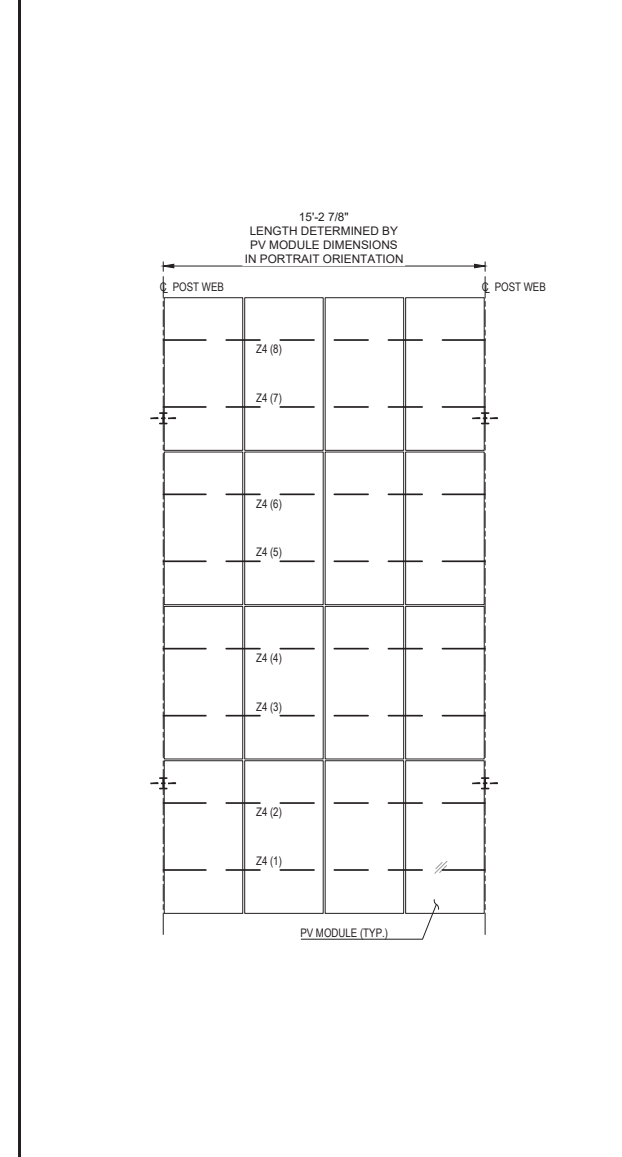 15'-2 7/8"
LENGTH DETERMINED BY
PV MODULE DIMENSIONS
IN PORTRAIT ORIENTATION
℄ POST WEB
℄ POST WEB
Z4 (8)
Z4 (7)
Z4 (6)
Z4 (5)
Z4 (4)
Z4 (3)
Z4 (2)
Z4 (1)
PV MODULE (TYP.)